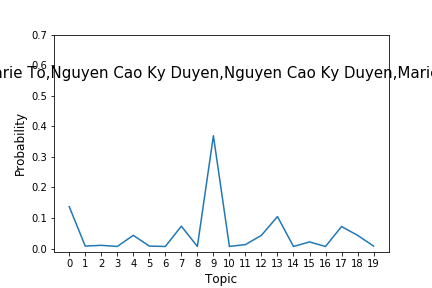 0.7
0.6
arie To,Nguyen Cao Ky Duyen,Nguyen Cao Ky Duyen,Marie
0.5
0.4
0.3
0.2
0.1
0.0
Probability
0 1 2 3 4 5 6 7 8 9 10 11 12 13 14 15 16 17 18 19
Topic